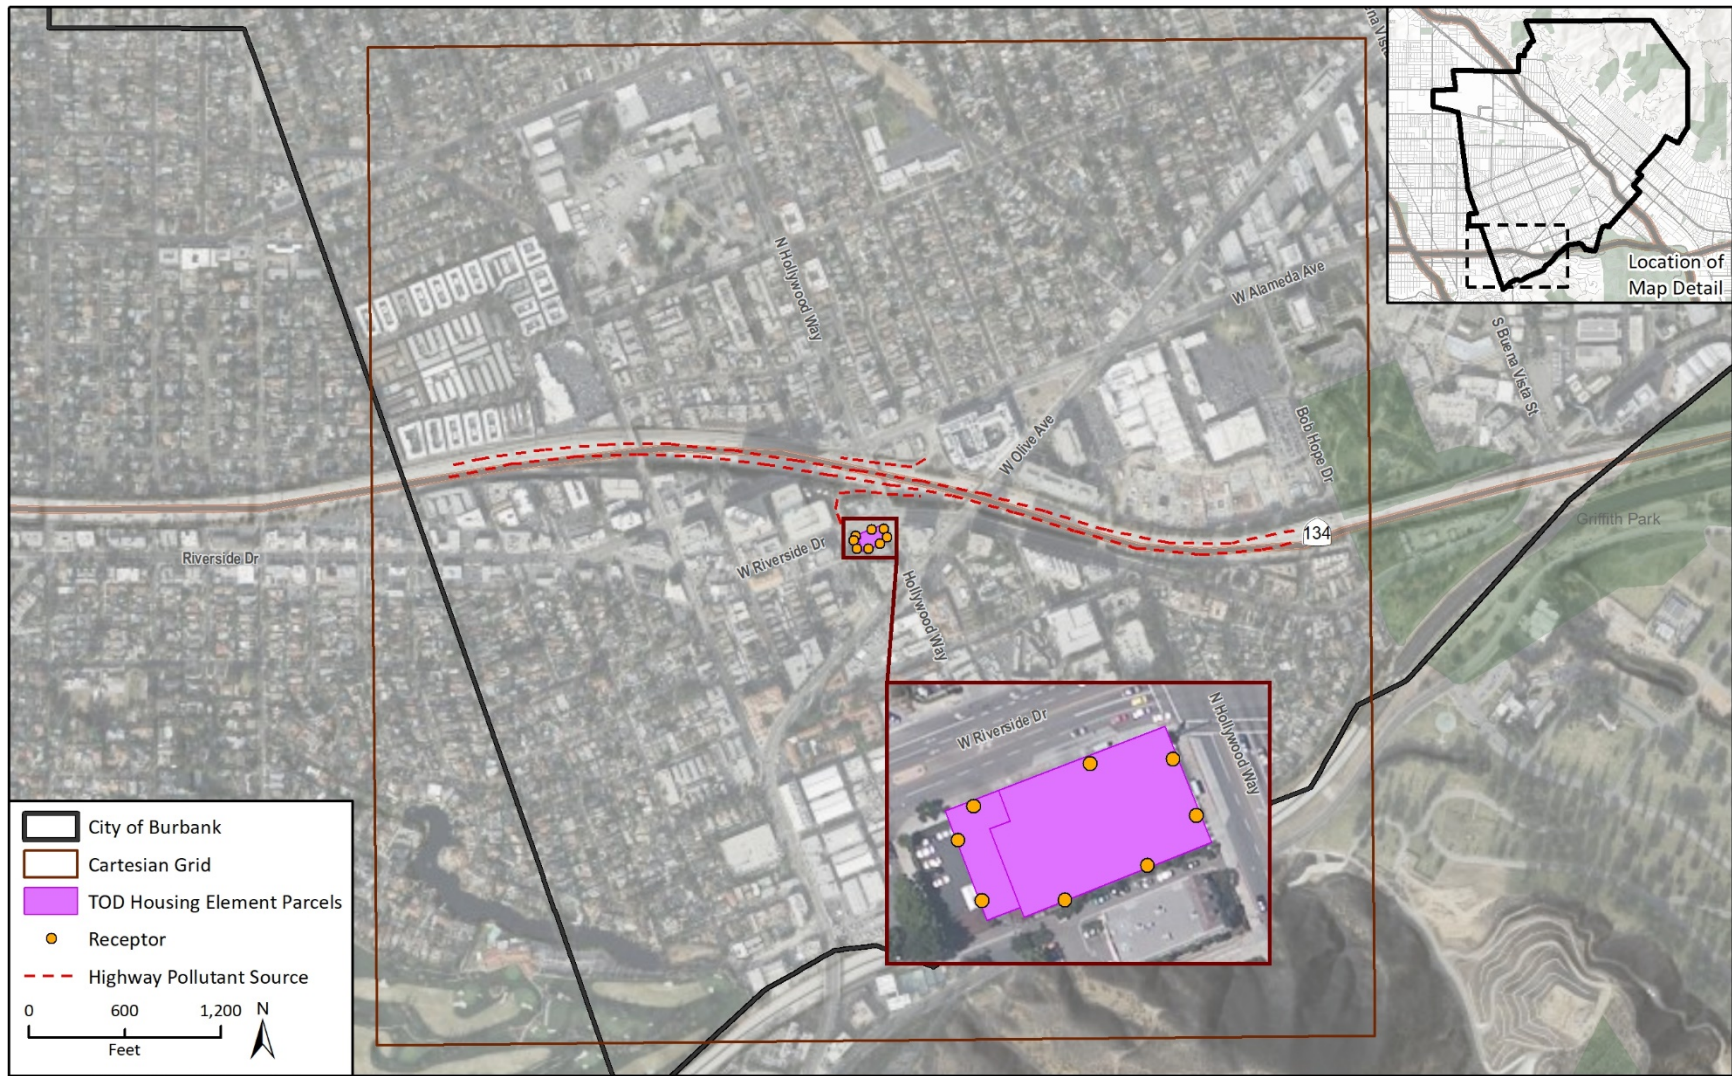 na Vist
Location of
Map Detail
N Hollywood Way
W Alameda Ave
S Buena Vista St
W Olive Ave
Bob Hope Dr
134
Griffith Park
Riverside Dr
W Riverside Dr
Hollywood Way
W Riverside Dr
N Hollywood Way
City of Burbank
Cartesian Grid
TOD Housing Element Parcels
Receptor
Highway Pollutant Source
0 600 1,200 N
Feet